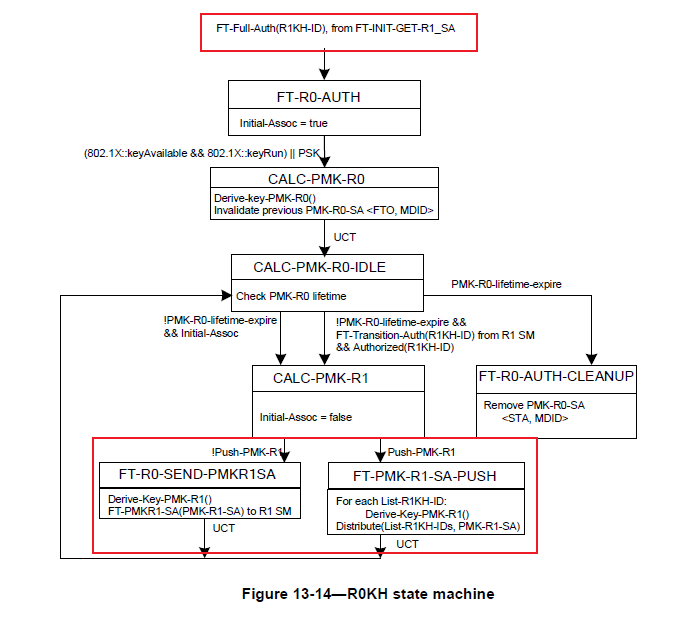 FT-Full-Auth(R1KH-ID), from FT-INIT-GET-R1_SA
FT-R0-AUTH
Initial-Assoc = true
(802.1X::keyAvailable && 802.1X::keyRun) || PSK
CALC-PMK-R0
Derive-key-PMK-R0()
Invalidate previous PMK-R0-SA <FTO, MDID>
UCT
CALC-PMK-R0-IDLE
Check PMK-R0 lifetime
PMK-R0-lifetime-expire
!PMK-R0-lifetime-expire
&& Initial-Assoc
!PMK-R0-lifetime-expire &&
FT-Transition-Auth(R1KH-ID) from R1 SM
&& Authorized(R1KH-ID)
CALC-PMK-R1
Initial-Assoc = false
FT-R0-AUTH-CLEANUP
Remove PMK-R0-SA
<STA, MDID>
!Push-PMK-R1
Push-PMK-R1
FT-R0-SEND-PMKR1SA
Derive-Key-PMK-R1()
FT-PMKR1-SA(PMK-R1-SA) to R1 SM
UCT
FT-PMK-R1-SA-PUSH
For each List-R1KH-ID:
Derive-Key-PMK-R1()
Distribute(List-R1KH-IDs, PMK-R1-SA)
UCT
Figure 13-14—R0KH state machine